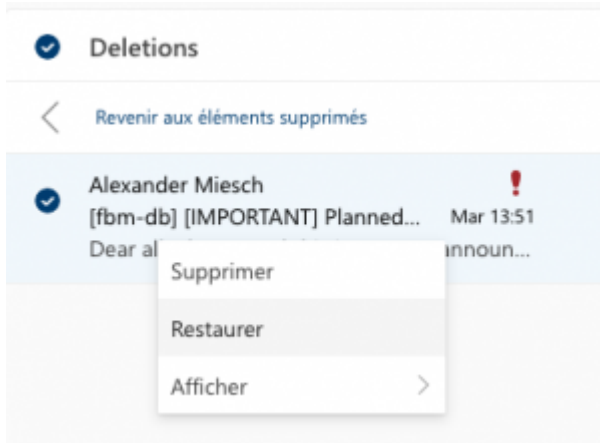 Deletions
Revenir aux éléments supprimés
Alexander Miesch
[fbm-db] [IMPORTANT] Planned... Mar 13:51
Dear al announ...
Supprimer
Restaurer
Afficher